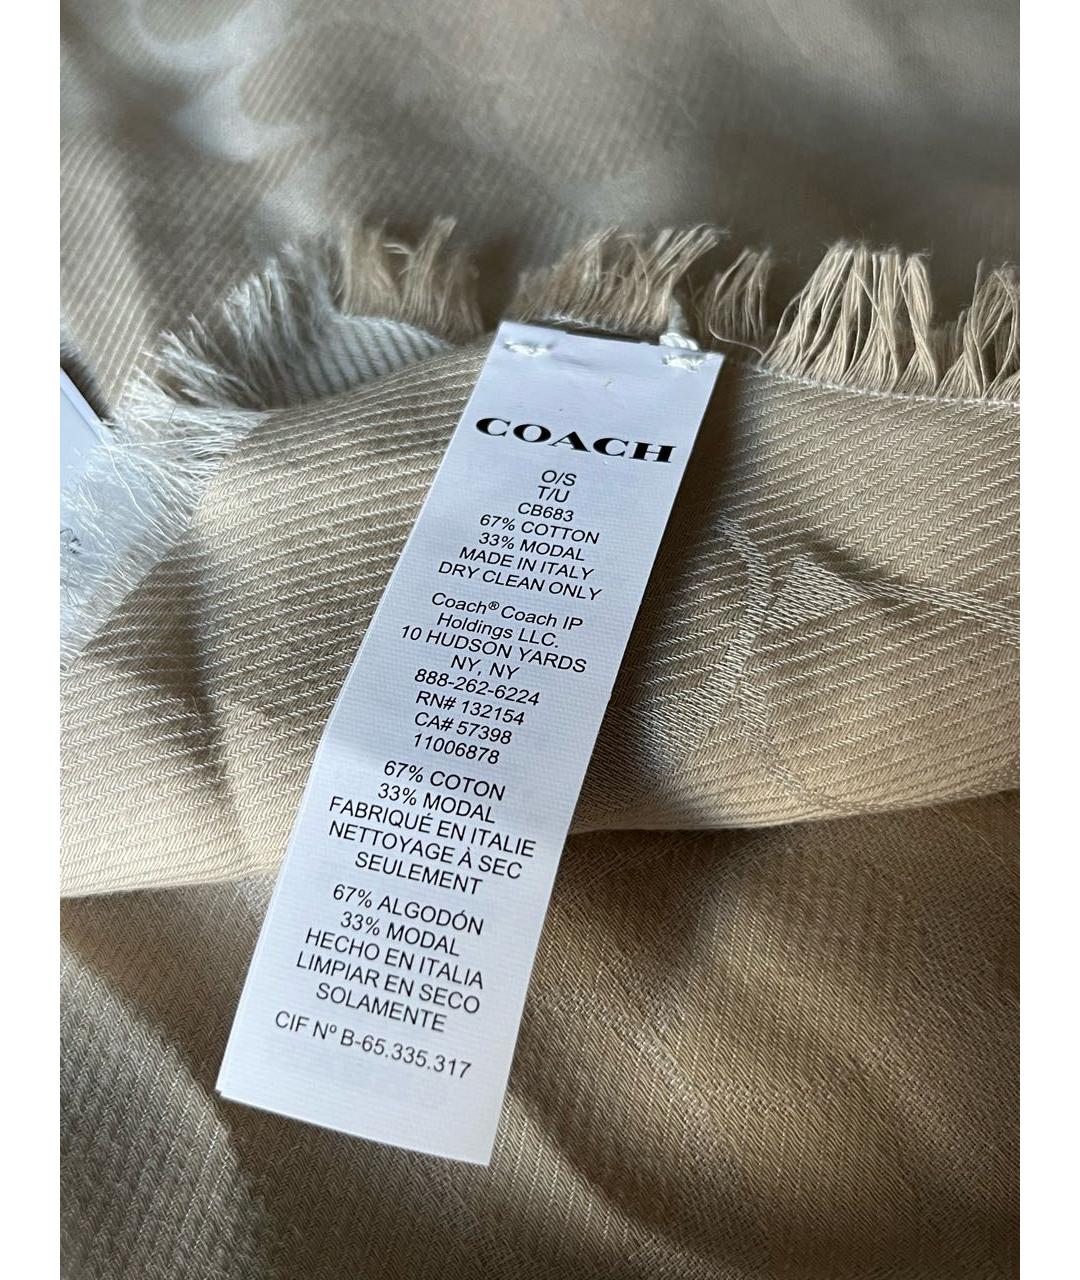 COACH
O/S
T/U
CB683
67% COTTON
33% MODAL
MADE IN ITALY
DRY CLEAN ONLY
Coach® Coach IP
Holdings LLC.
10 HUDSON YARDS
NY, NY
888-262-6224
RN# 132154
CA# 57398
11006878
67% COTON
33% MODAL
FABRIQUÉ EN ITALIE
NETTOYAGE À SEC
SEULEMENT
67% ALGODÓN
33% MODAL
HECHO EN ITALIA
LIMPIAR EN SECO
SOLAMENTE
CIF Nº B-65.335.317